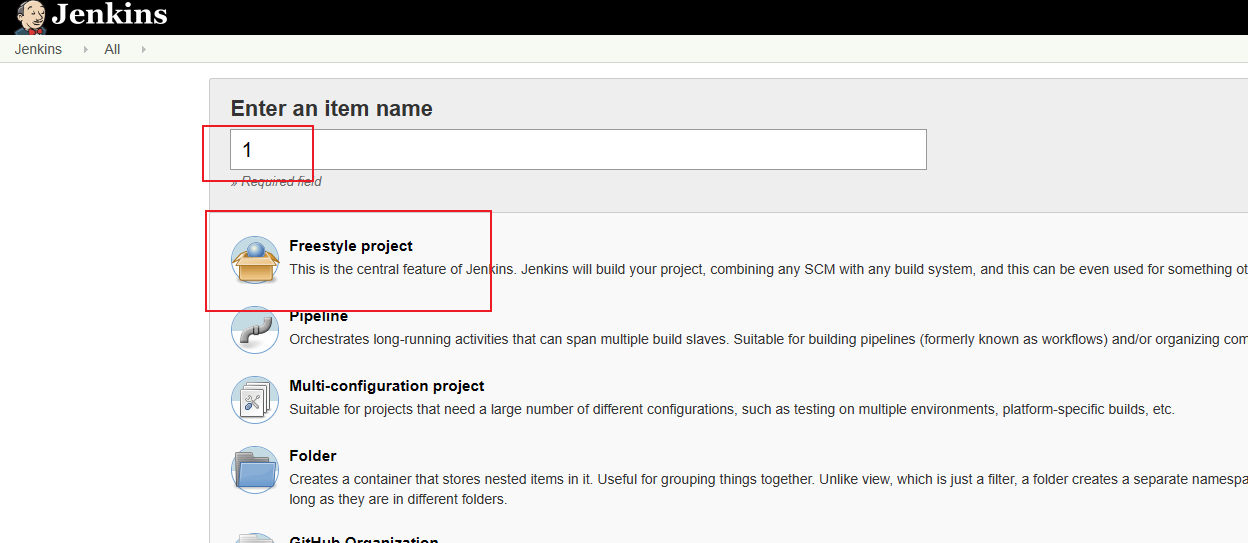 Jenkins
Jenkins All
Enter an item name
1
» Required field
Freestyle project
This is the central feature of Jenkins. Jenkins will build your project, combining any SCM with any build system, and this can be even used for something ot
Pipeline
Orchestrates long-running activities that can span multiple build slaves. Suitable for building pipelines (formerly known as workflows) and/or organizing com
Multi-configuration project
Suitable for projects that need a large number of different configurations, such as testing on multiple environments, platform-specific builds, etc.
Folder
Creates a container that stores nested items in it. Useful for grouping things together. Unlike view, which is just a filter, a folder creates a separate namespa
long as they are in different folders.
GitHub Organization